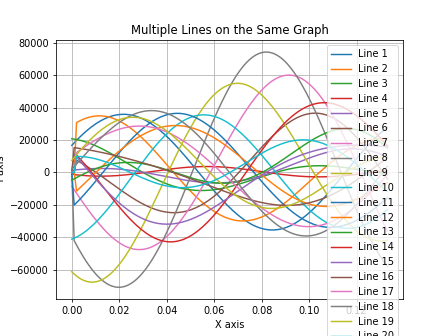 Multiple Lines on the Same Graph
80000
60000
40000
20000
0
−20000
−40000
−60000
0.00
0.02
0.04
0.06
0.08
0.10
X axis
Line 1
Line 2
Line 3
Line 4
Line 5
Line 6
Line 7
Line 8
Line 9
Line 10
Line 11
Line 12
Line 13
Line 14
Line 15
Line 16
Line 17
Line 18
Line 19
Line 20